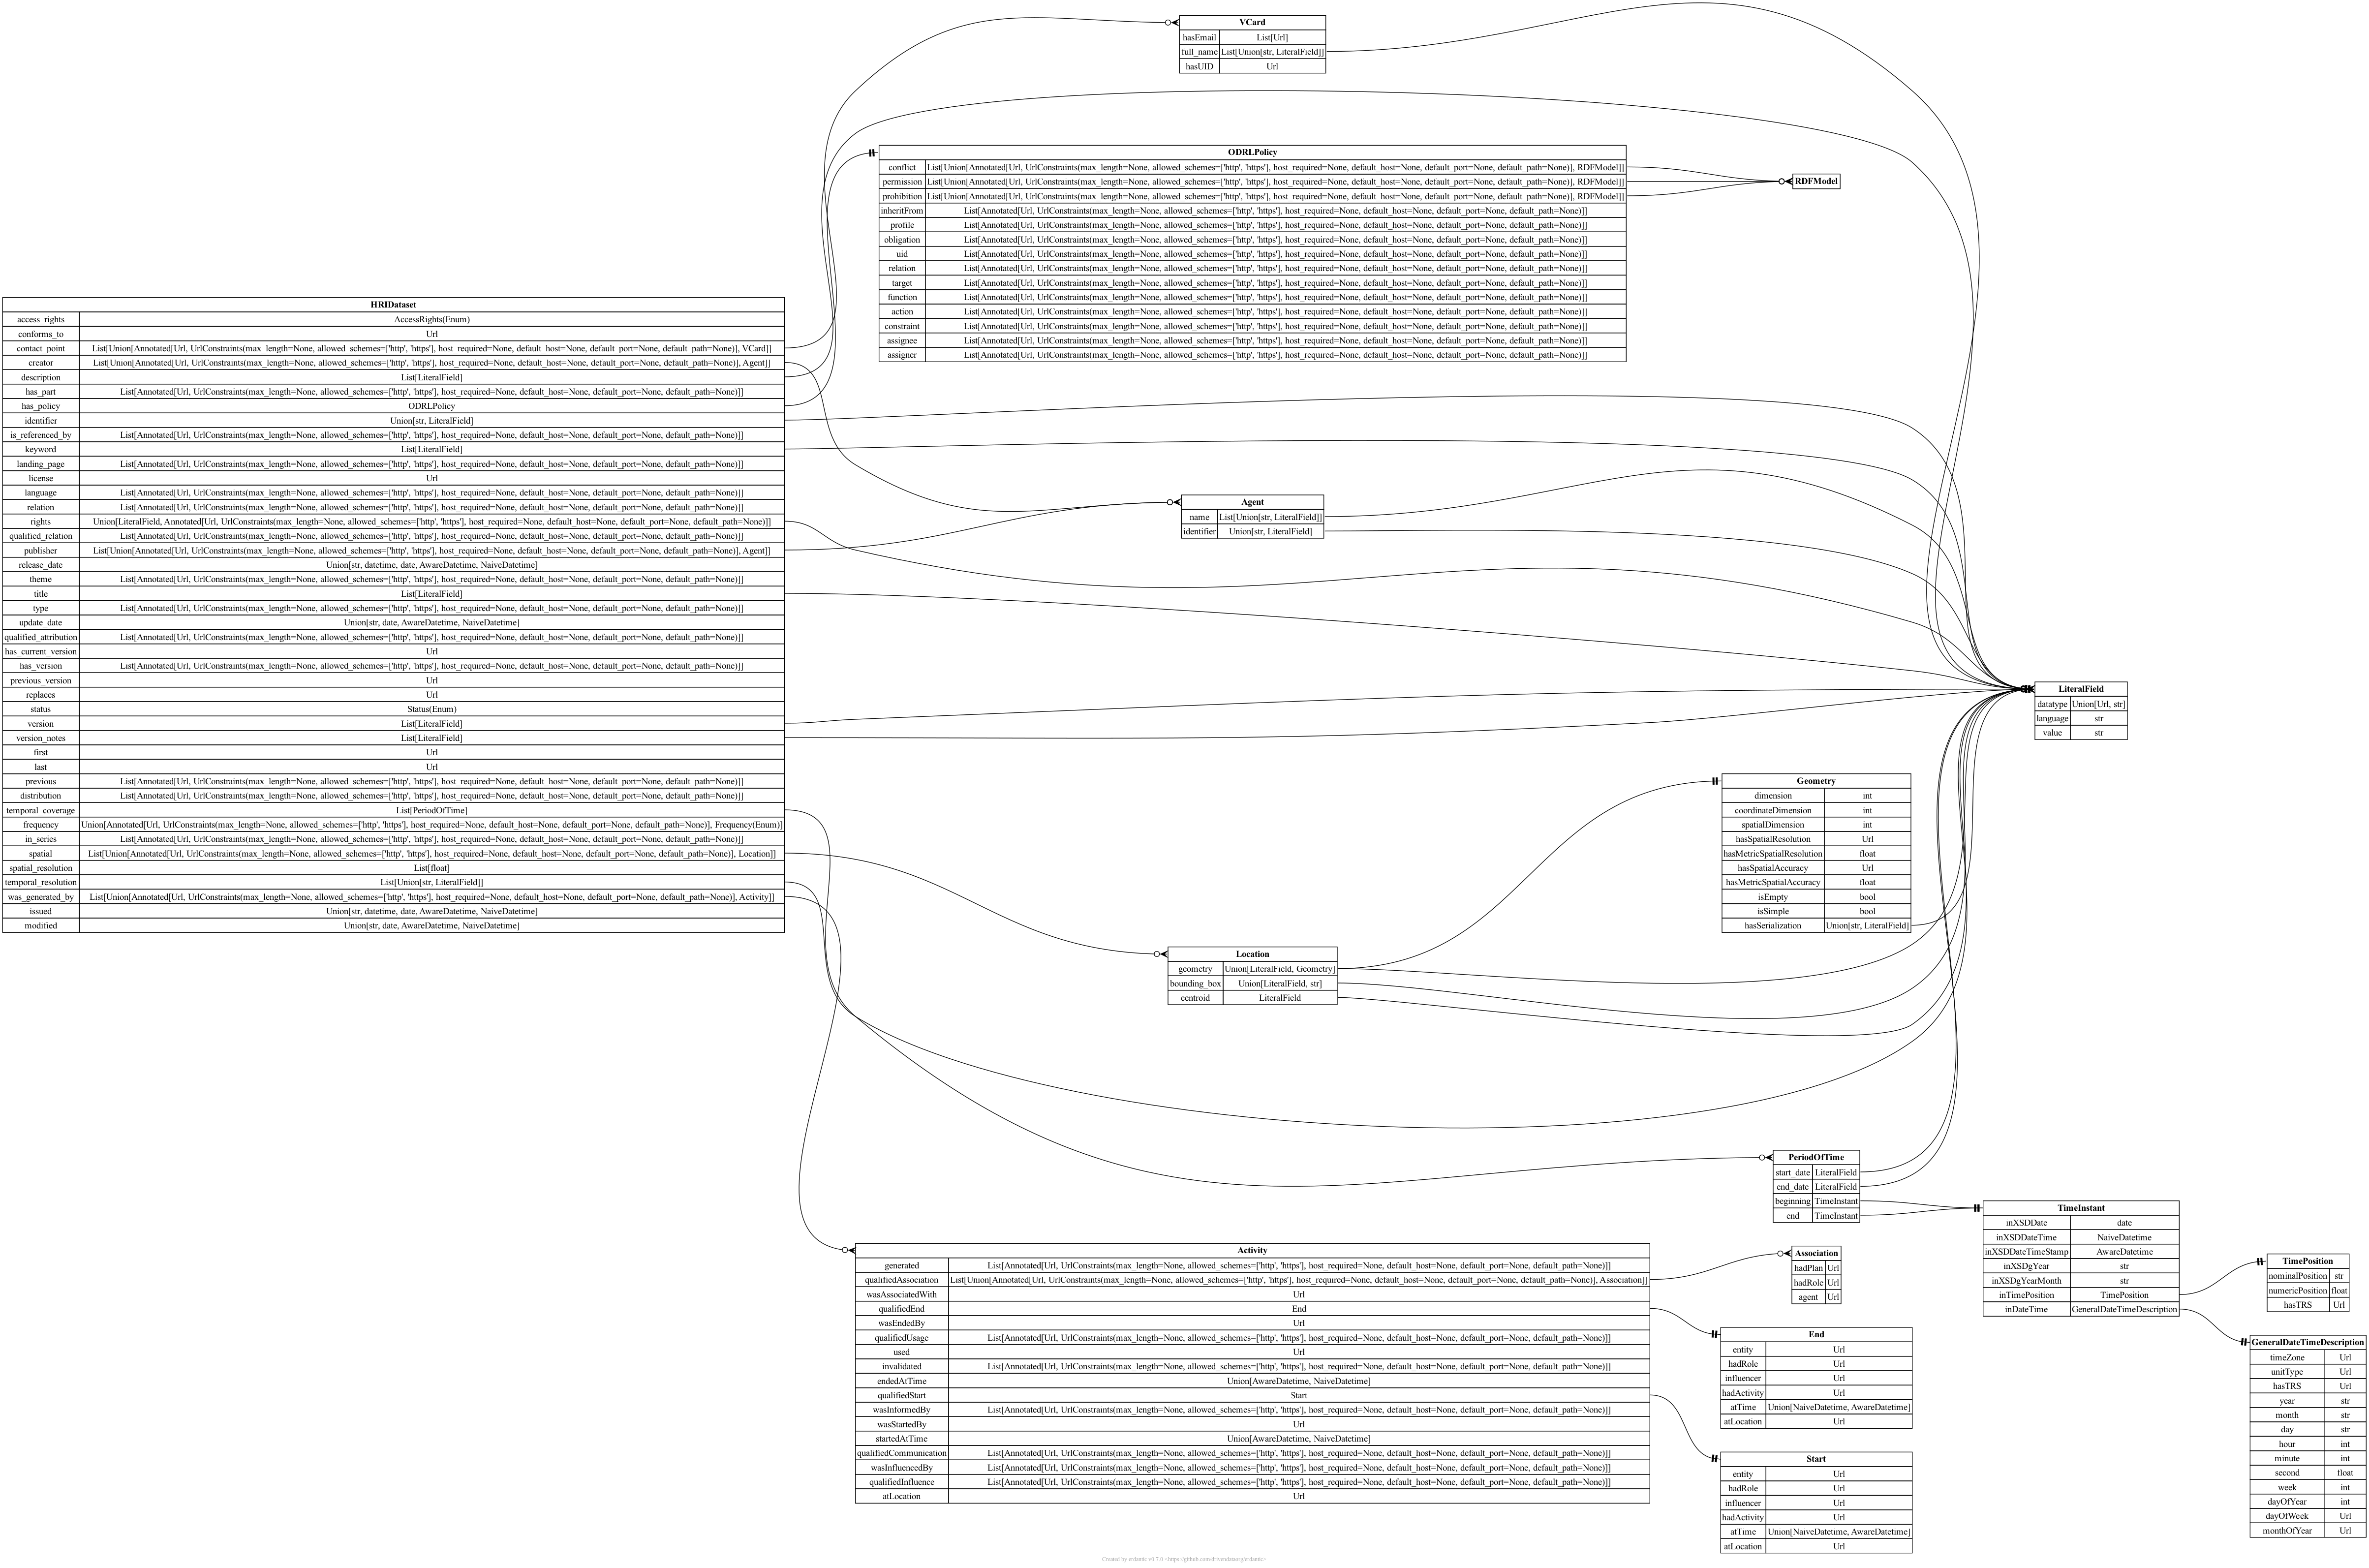 VCard
hasEmail List[Url]
full_name List[Union[str, LiteralField]]
hasUID Url
ODRLPolicy
conflict List[Union[Annotated[Url, UrlConstraints(max_length=None, allowed_schemes=['http', 'https'], host_required=None, default_host=None, default_port=None, default_path=None)], RDFModel]]
permission List[Union[Annotated[Url, UrlConstraints(max_length=None, allowed_schemes=['http', 'https'], host_required=None, default_host=None, default_port=None, default_path=None)], RDFModel]]
prohibition List[Union[Annotated[Url, UrlConstraints(max_length=None, allowed_schemes=['http', 'https'], host_required=None, default_host=None, default_port=None, default_path=None)], RDFModel]]
inheritFrom List[Annotated[Url, UrlConstraints(max_length=None, allowed_schemes=['http', 'https'], host_required=None, default_host=None, default_port=None, default_path=None)]]
profile List[Annotated[Url, UrlConstraints(max_length=None, allowed_schemes=['http', 'https'], host_required=None, default_host=None, default_port=None, default_path=None)]]
obligation List[Annotated[Url, UrlConstraints(max_length=None, allowed_schemes=['http', 'https'], host_required=None, default_host=None, default_port=None, default_path=None)]]
uid List[Annotated[Url, UrlConstraints(max_length=None, allowed_schemes=['http', 'https'], host_required=None, default_host=None, default_port=None, default_path=None)]]
relation List[Annotated[Url, UrlConstraints(max_length=None, allowed_schemes=['http', 'https'], host_required=None, default_host=None, default_port=None, default_path=None)]]
target List[Annotated[Url, UrlConstraints(max_length=None, allowed_schemes=['http', 'https'], host_required=None, default_host=None, default_port=None, default_path=None)]]
function List[Annotated[Url, UrlConstraints(max_length=None, allowed_schemes=['http', 'https'], host_required=None, default_host=None, default_port=None, default_path=None)]]
action List[Annotated[Url, UrlConstraints(max_length=None, allowed_schemes=['http', 'https'], host_required=None, default_host=None, default_port=None, default_path=None)]]
constraint List[Annotated[Url, UrlConstraints(max_length=None, allowed_schemes=['http', 'https'], host_required=None, default_host=None, default_port=None, default_path=None)]]
assignee List[Annotated[Url, UrlConstraints(max_length=None, allowed_schemes=['http', 'https'], host_required=None, default_host=None, default_port=None, default_path=None)]]
assigner List[Annotated[Url, UrlConstraints(max_length=None, allowed_schemes=['http', 'https'], host_required=None, default_host=None, default_port=None, default_path=None)]]
RDFModel
HRIDataset
access_rights AccessRights(Enum)
conforms_to Url
contact_point List[Union[Annotated[Url, UrlConstraints(max_length=None, allowed_schemes=['http', 'https'], host_required=None, default_host=None, default_port=None, default_path=None)], VCard]]
creator List[Union[Annotated[Url, UrlConstraints(max_length=None, allowed_schemes=['http', 'https'], host_required=None, default_host=None, default_port=None, default_path=None)], Agent]]
description List[LiteralField]
has_part List[Annotated[Url, UrlConstraints(max_length=None, allowed_schemes=['http', 'https'], host_required=None, default_host=None, default_port=None, default_path=None)]]
has_policy ODRLPolicy
identifier Union[str, LiteralField]
is_referenced_by List[Annotated[Url, UrlConstraints(max_length=None, allowed_schemes=['http', 'https'], host_required=None, default_host=None, default_port=None, default_path=None)]]
keyword List[LiteralField]
landing_page List[Annotated[Url, UrlConstraints(max_length=None, allowed_schemes=['http', 'https'], host_required=None, default_host=None, default_port=None, default_path=None)]]
license Url
language List[Annotated[Url, UrlConstraints(max_length=None, allowed_schemes=['http', 'https'], host_required=None, default_host=None, default_port=None, default_path=None)]]
relation List[Annotated[Url, UrlConstraints(max_length=None, allowed_schemes=['http', 'https'], host_required=None, default_host=None, default_port=None, default_path=None)]]
rights Union[LiteralField, Annotated[Url, UrlConstraints(max_length=None, allowed_schemes=['http', 'https'], host_required=None, default_host=None, default_port=None, default_path=None)]]
qualified_relation List[Annotated[Url, UrlConstraints(max_length=None, allowed_schemes=['http', 'https'], host_required=None, default_host=None, default_port=None, default_path=None)]]
publisher List[Union[Annotated[Url, UrlConstraints(max_length=None, allowed_schemes=['http', 'https'], host_required=None, default_host=None, default_port=None, default_path=None)], Agent]]
release_date Union[str, datetime, date, AwareDatetime, NaiveDatetime]
theme List[Annotated[Url, UrlConstraints(max_length=None, allowed_schemes=['http', 'https'], host_required=None, default_host=None, default_port=None, default_path=None)]]
title List[LiteralField]
type List[Annotated[Url, UrlConstraints(max_length=None, allowed_schemes=['http', 'https'], host_required=None, default_host=None, default_port=None, default_path=None)]]
update_date Union[str, date, AwareDatetime, NaiveDatetime]
qualified_attribution List[Annotated[Url, UrlConstraints(max_length=None, allowed_schemes=['http', 'https'], host_required=None, default_host=None, default_port=None, default_path=None)]]
has_current_version Url
has_version List[Annotated[Url, UrlConstraints(max_length=None, allowed_schemes=['http', 'https'], host_required=None, default_host=None, default_port=None, default_path=None)]]
previous_version Url
replaces Url
status Status(Enum)
version List[LiteralField]
version_notes List[LiteralField]
first Url
last Url
previous List[Annotated[Url, UrlConstraints(max_length=None, allowed_schemes=['http', 'https'], host_required=None, default_host=None, default_port=None, default_path=None)]]
distribution List[Annotated[Url, UrlConstraints(max_length=None, allowed_schemes=['http', 'https'], host_required=None, default_host=None, default_port=None, default_path=None)]]
temporal_coverage List[PeriodOfTime]
frequency Union[Annotated[Url, UrlConstraints(max_length=None, allowed_schemes=['http', 'https'], host_required=None, default_host=None, default_port=None, default_path=None)], Frequency(Enum)]
in_series List[Annotated[Url, UrlConstraints(max_length=None, allowed_schemes=['http', 'https'], host_required=None, default_host=None, default_port=None, default_path=None)]]
spatial List[Union[Annotated[Url, UrlConstraints(max_length=None, allowed_schemes=['http', 'https'], host_required=None, default_host=None, default_port=None, default_path=None)], Location]]
spatial_resolution List[float]
temporal_resolution List[Union[str, LiteralField]]
was_generated_by List[Union[Annotated[Url, UrlConstraints(max_length=None, allowed_schemes=['http', 'https'], host_required=None, default_host=None, default_port=None, default_path=None)], Activity]]
issued Union[str, datetime, date, AwareDatetime, NaiveDatetime]
modified Union[str, date, AwareDatetime, NaiveDatetime]
Agent
name List[Union[str, LiteralField]]
identifier Union[str, LiteralField]
LiteralField
datatype Union[Url, str]
language str
value str
Geometry
dimension int
coordinateDimension int
spatialDimension int
hasSpatialResolution Url
hasMetricSpatialResolution float
hasSpatialAccuracy Url
hasMetricSpatialAccuracy float
isEmpty bool
isSimple bool
hasSerialization Union[str, LiteralField]
Location
geometry Union[LiteralField, Geometry]
bounding_box Union[LiteralField, str]
centroid LiteralField
PeriodOfTime
start_date LiteralField
end_date LiteralField
beginning TimeInstant
end TimeInstant
TimeInstant
inXSDDate date
inXSDDateTime NaiveDatetime
inXSDDateTimeStamp AwareDatetime
inXSDgYear str
inXSDgYearMonth str
inTimePosition TimePosition
inDateTime GeneralDateTimeDescription
TimePosition
nominalPosition str
numericPosition float
hasTRS Url
GeneralDateTimeDescription
timeZone Url
unitType Url
hasTRS Url
year str
month str
day str
hour int
minute int
second float
week int
dayOfYear int
dayOfWeek Url
monthOfYear Url
Activity
generated List[Annotated[Url, UrlConstraints(max_length=None, allowed_schemes=['http', 'https'], host_required=None, default_host=None, default_port=None, default_path=None)]]
qualifiedAssociation List[Union[Annotated[Url, UrlConstraints(max_length=None, allowed_schemes=['http', 'https'], host_required=None, default_host=None, default_port=None, default_path=None)], Association]]
wasAssociatedWith Url
qualifiedEnd End
wasEndedBy Url
qualifiedUsage List[Annotated[Url, UrlConstraints(max_length=None, allowed_schemes=['http', 'https'], host_required=None, default_host=None, default_port=None, default_path=None)]]
used Url
invalidated List[Annotated[Url, UrlConstraints(max_length=None, allowed_schemes=['http', 'https'], host_required=None, default_host=None, default_port=None, default_path=None)]]
endedAtTime Union[AwareDatetime, NaiveDatetime]
qualifiedStart Start
wasInformedBy List[Annotated[Url, UrlConstraints(max_length=None, allowed_schemes=['http', 'https'], host_required=None, default_host=None, default_port=None, default_path=None)]]
wasStartedBy Url
startedAtTime Union[AwareDatetime, NaiveDatetime]
qualifiedCommunication List[Annotated[Url, UrlConstraints(max_length=None, allowed_schemes=['http', 'https'], host_required=None, default_host=None, default_port=None, default_path=None)]]
wasInfluencedBy List[Annotated[Url, UrlConstraints(max_length=None, allowed_schemes=['http', 'https'], host_required=None, default_host=None, default_port=None, default_path=None)]]
qualifiedInfluence List[Annotated[Url, UrlConstraints(max_length=None, allowed_schemes=['http', 'https'], host_required=None, default_host=None, default_port=None, default_path=None)]]
atLocation Url
Association
hadPlan Url
hadRole Url
agent Url
End
entity Url
hadRole Url
influencer Url
hadActivity Url
atTime Union[NaiveDatetime, AwareDatetime]
atLocation Url
Start
entity Url
hadRole Url
influencer Url
hadActivity Url
atTime Union[NaiveDatetime, AwareDatetime]
atLocation Url
Created by erdantic v0.7.0 <https://github.com/drivendataorg/erdantic>